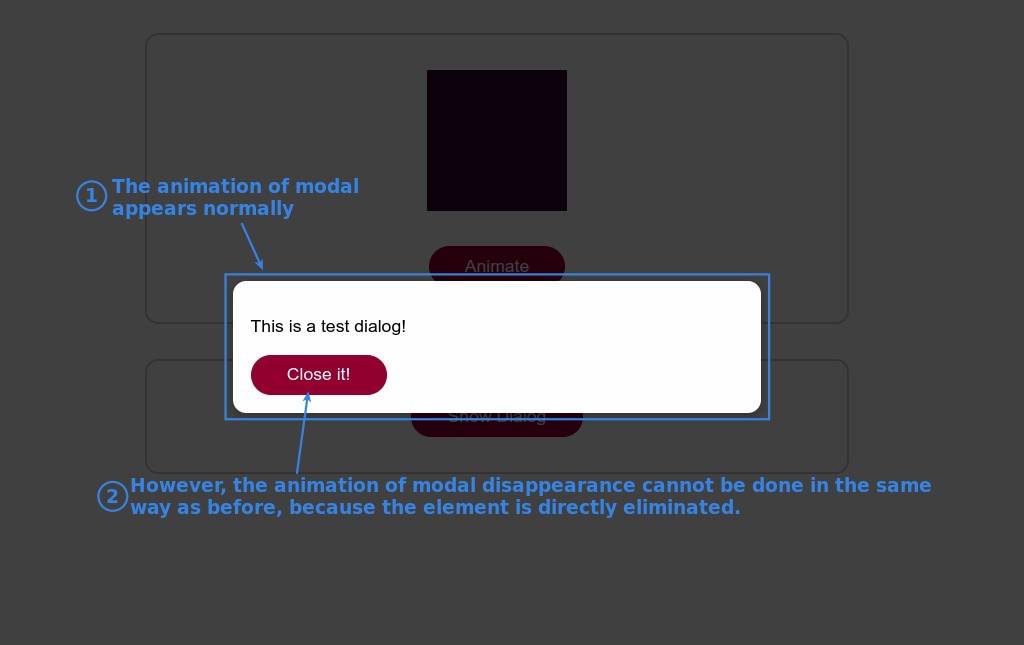 ① The animation of modal
appears normally
Animate
This is a test dialog!
Close it!
Show Dialog
② However, the animation of modal disappearance cannot be done in the same
way as before, because the element is directly eliminated.